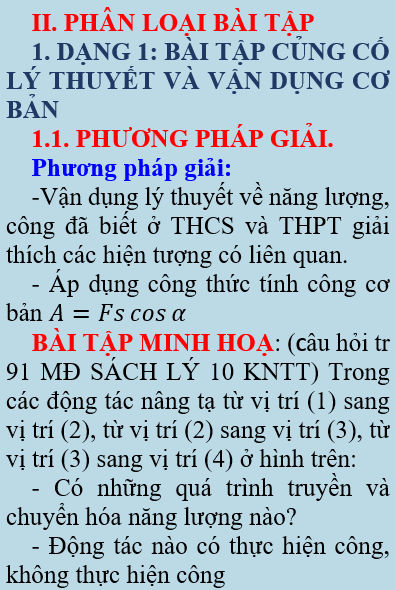 II. PHÂN LOẠI BÀI TẬP
1. DẠNG 1: BÀI TẬP CỦNG CỐ
LÝ THUYẾT VÀ VẬN DỤNG CƠ
BẢN
1.1. PHƯƠNG PHÁP GIẢI.
Phương pháp giải:
-Vận dụng lý thuyết về năng lượng,
công đã biết ở THCS và THPT giải
thích các hiện tượng có liên quan.
- Áp dụng công thức tính công cơ
bản A = Fs cos α
BÀI TẬP MINH HOẠ: (câu hỏi tr
91 MĐ SÁCH LÝ 10 KNTT) Trong
các động tác nâng tạ từ vị trí (1) sang
vị trí (2), từ vị trí (2) sang vị trí (3), từ
vị trí (3) sang vị trí (4) ở hình trên:
- Có những quá trình truyền và
chuyển hóa năng lượng nào?
- Động tác nào có thực hiện công,
không thực hiện công